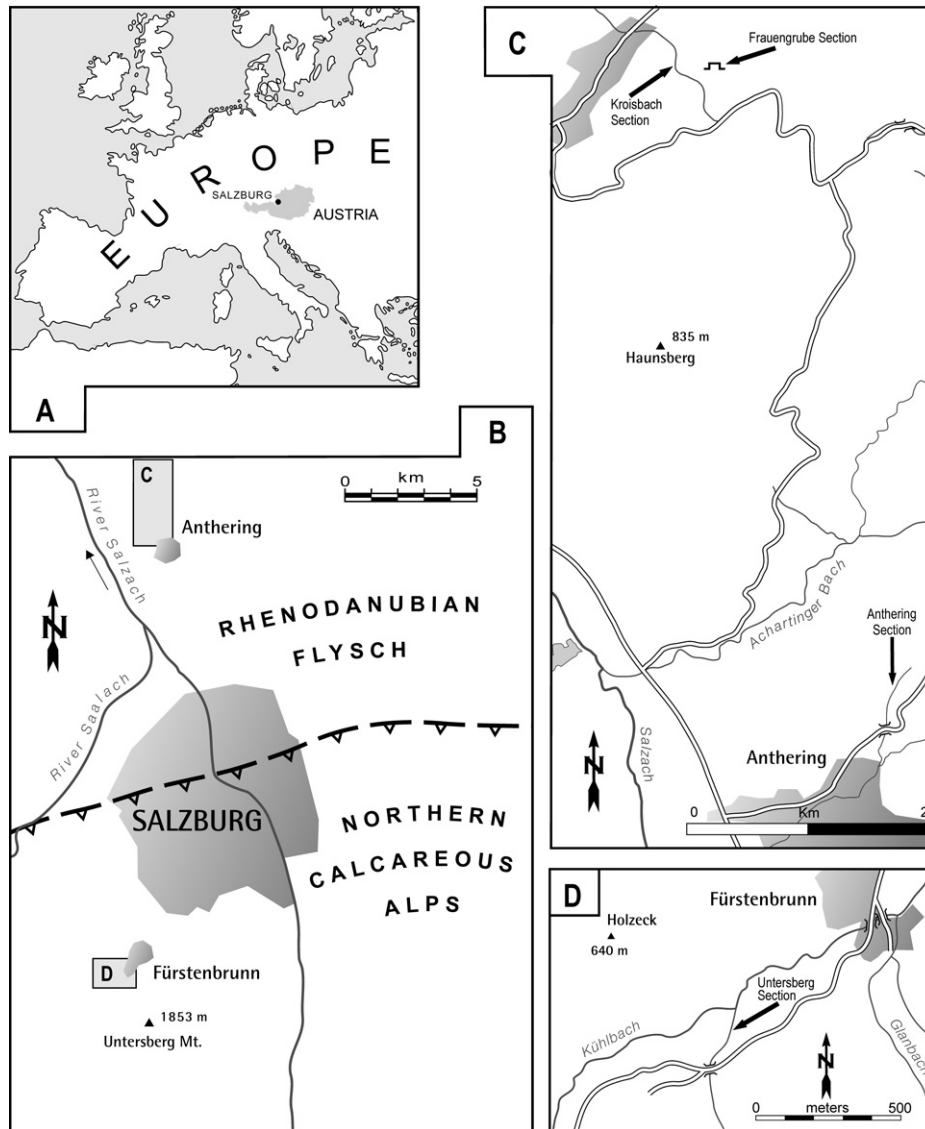 EUROPE
SALZBURG
AUSTRIA
A
B
C
River Salzach
Anthering
0 km 5
N
RHENODANUBIAN
FLYSCH
River Saalach
SALZBURG
NORTHERN
CALCAREOUS
ALPS
D
Fürstenbrunn
1853 m
Untersberg Mt.
C
Frauengrube Section
Kroisbach
Section
835 m
Haunsberg
Achartinger Bach
Anthering
Section
N
Salzach
Anthering
0 Km 2
D
Fürstenbrunn
Holzeck
640 m
Untersberg
Section
Kühlbach
Glanbach
N
0 meters 500